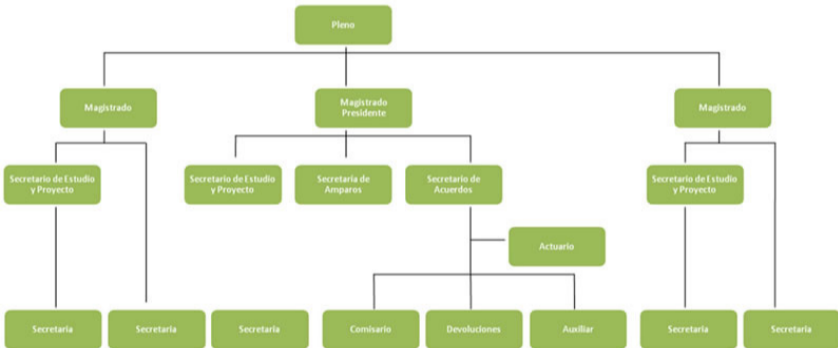 Pleno
Magistrado
Magistrado
Presidente
Magistrado
Secretario de Estudio
y Proyecto
Secretario de Estudio
y Proyecto
Secretaría de
Amparos
Secretario de
Acuerdos
Secretario de Estudio
y Proyecto
Actuario
Secretaria
Secretaria
Secretaria
Comisario
Devoluciones
Auxiliar
Secretaria
Secretaria